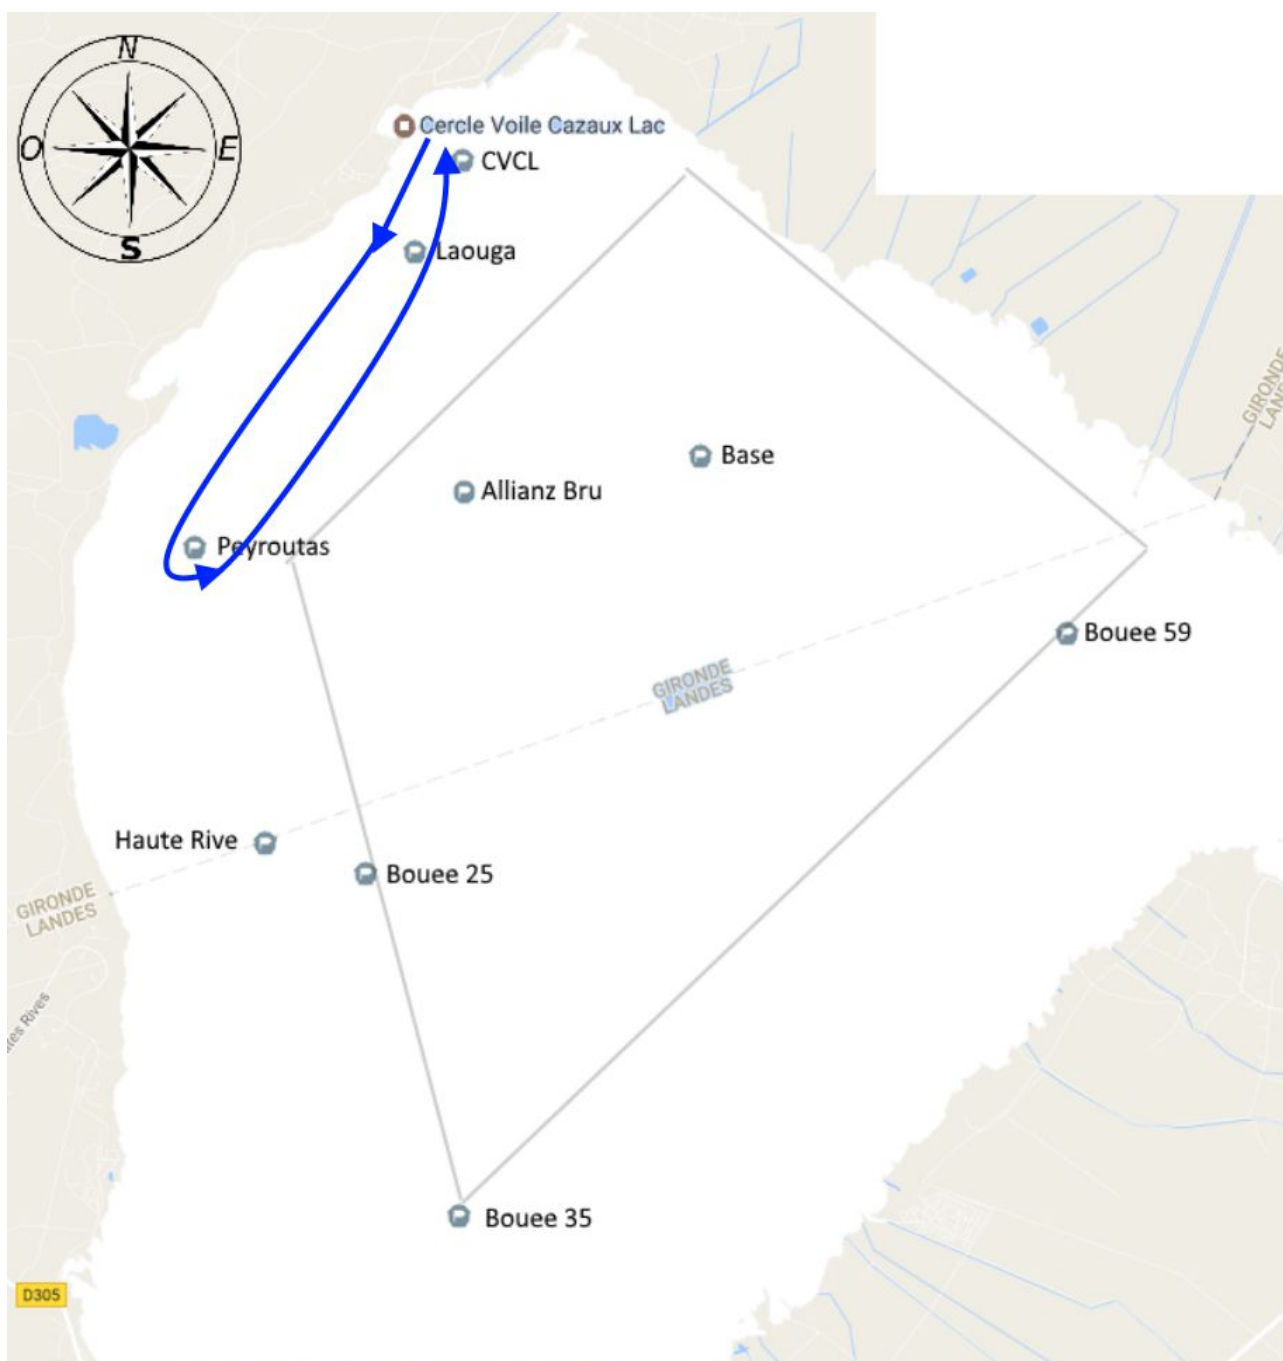 N
O
E
S
Cercle Voile Cazaux Lac
CVCL
Laouga
GIRONDE
Base
Allianz Bru
Peyroutas
Bouee 59
GIRONDE
LANDES
Haute Rive
Bouee 25
GIRONDE
LANDES
Rives
Bouee 35
D305